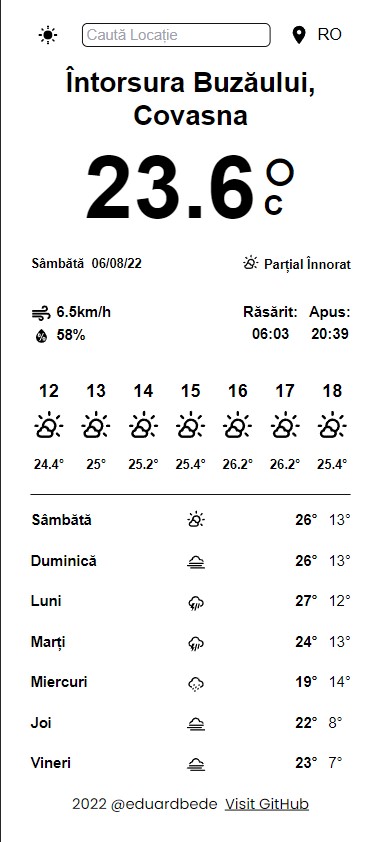 Caută Locație RO
Întorsura Buzăului,
Covasna
23.6 °C
Sâmbătă 06/08/22 Parțial Înnorat
6.5km/h Răsărit: Apus:
58% 06:03 20:39
12 13 14 15 16 17 18
24.4° 25° 25.2° 25.4° 26.2° 26.2° 25.4°
Sâmbătă 26° 13°
Duminică 26° 13°
Luni 27° 12°
Marți 24° 13°
Miercuri 19° 14°
Joi 22° 8°
Vineri 23° 7°
2022 @eduardbede Visit GitHub